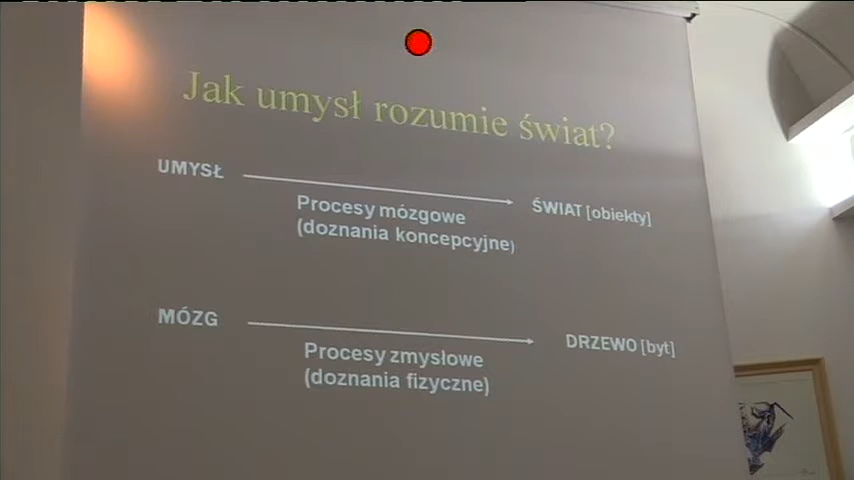 Jak umysł rozumie świat?
UMYSŁ
Procesy mózgowe
(doznania koncepcyjne)
ŚWIAT [obiekty]
MÓZG
Procesy zmysłowe
(doznania fizyczne)
DRZEWO [byt]